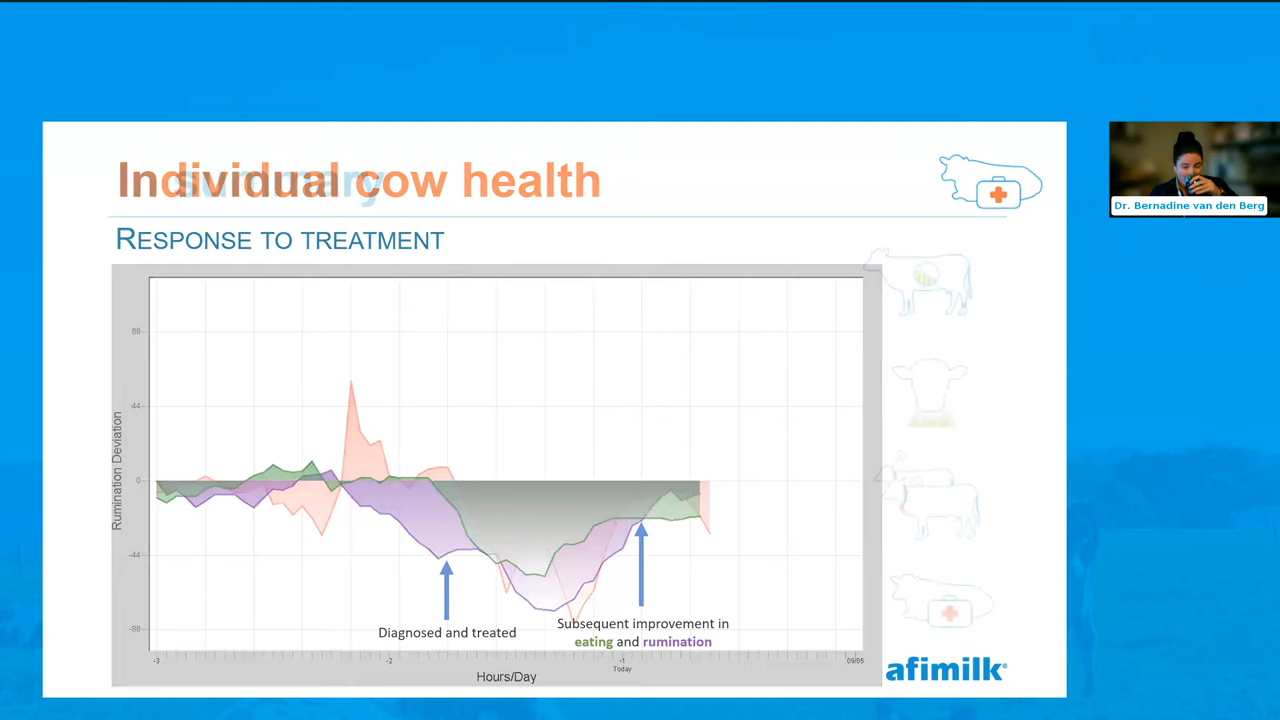 Individual cow health
summary
RESPONSE TO TREATMENT
Dr. Bernadine van den Berg
88
44
0
-44
-88
Rumination Deviation
Diagnosed and treated
Subsequent improvement in
eating and rumination
-3
-2
-1
Today
09/05
Hours/Day
afimilk®